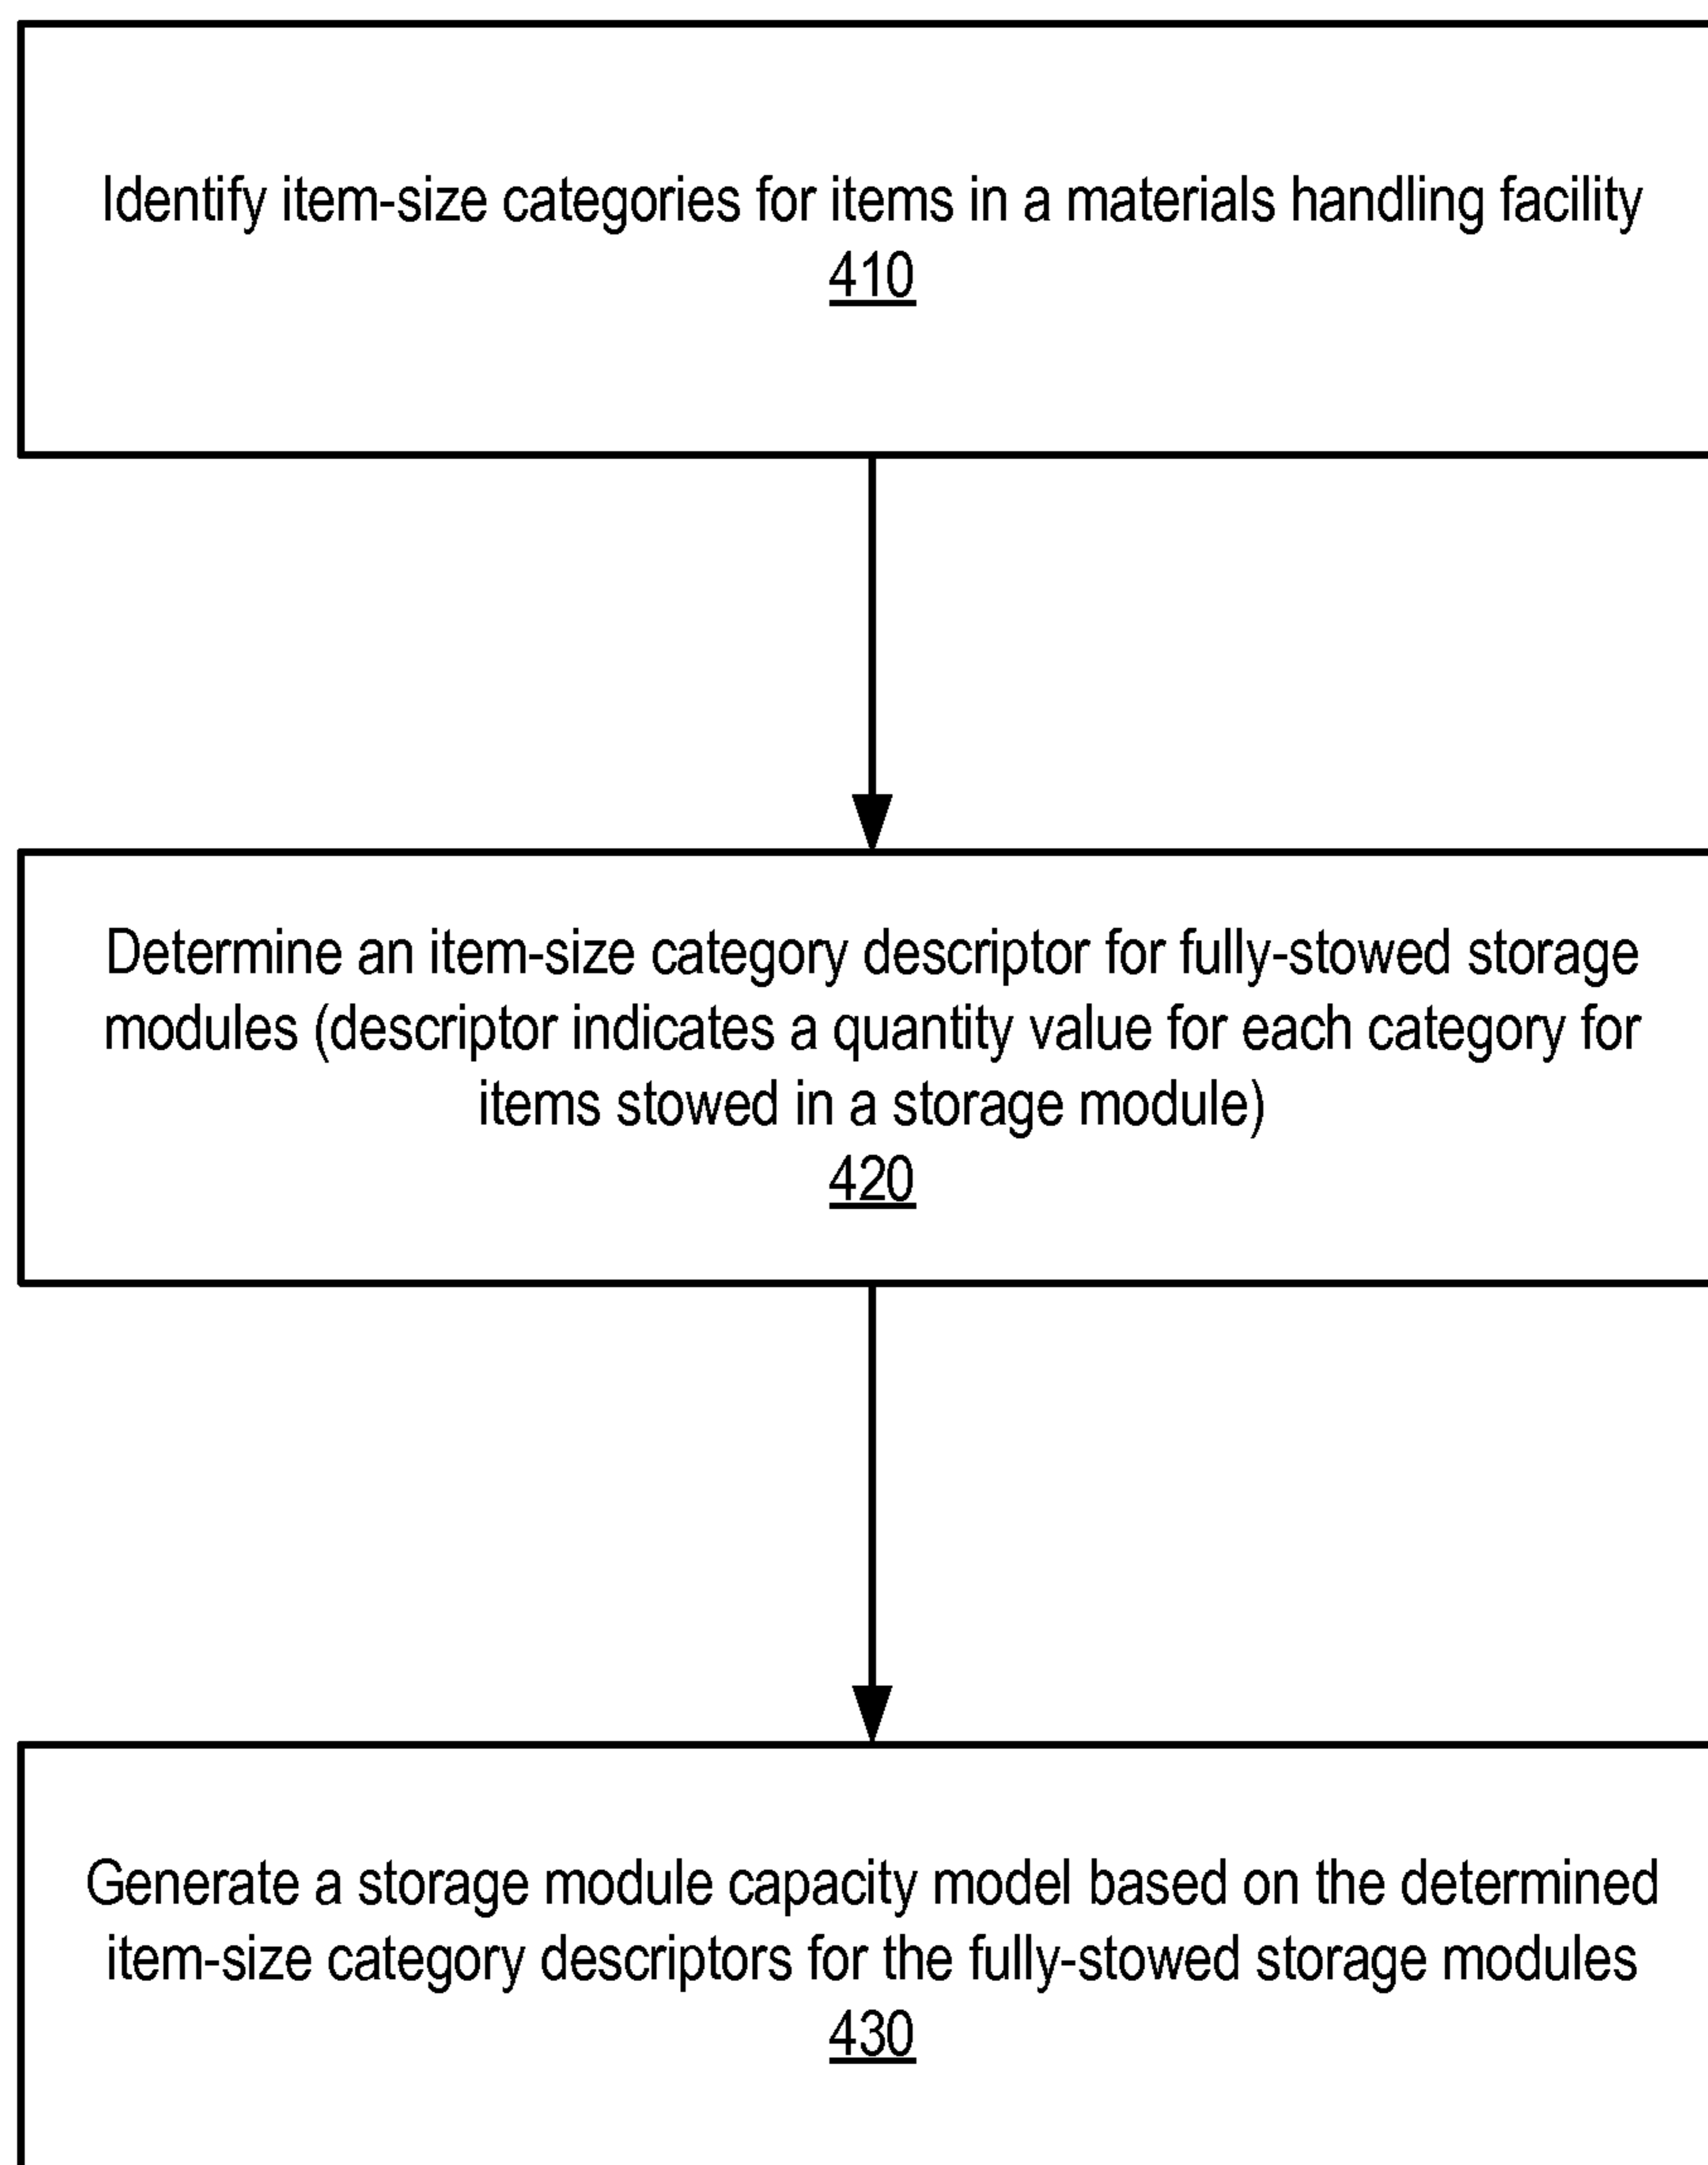 Identify item-size categories for items in a materials handling facility
410
Determine an item-size category descriptor for fully-stowed storage
modules (descriptor indicates a quantity value for each category for
items stowed in a storage module)
420
Generate a storage module capacity model based on the determined
item-size category descriptors for the fully-stowed storage modules
430